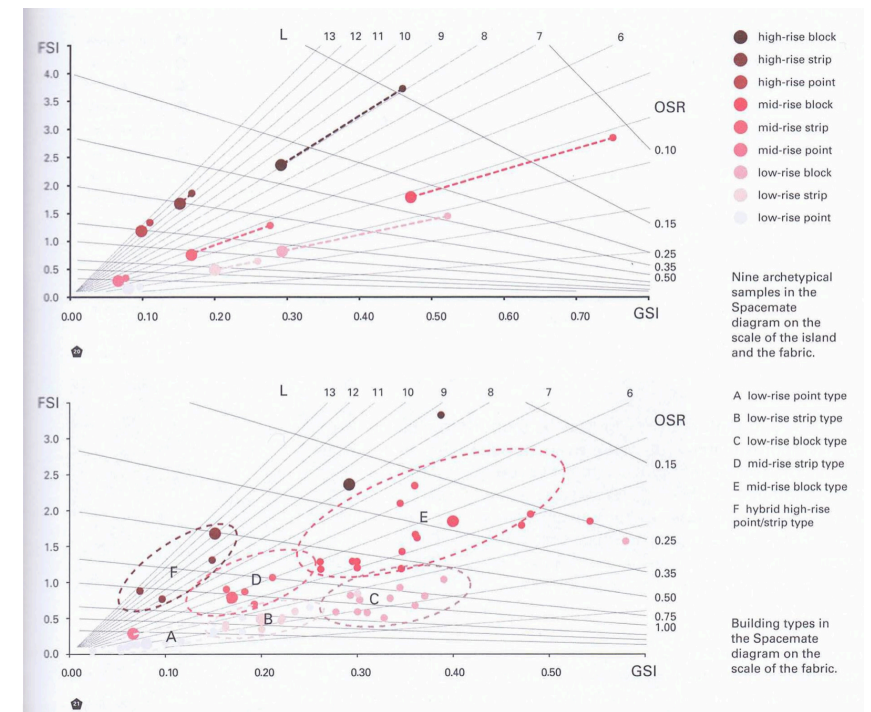 L 13 12 11 10 9 8 7 6
FSI
4.0
3.5
3.0
2.5
2.0
1.5
1.0
0.5
0.0
OSR
0.10
0.15
0.25
0.35
0.50
0.00 0.10 0.20 0.30 0.40 0.50 0.60
GSI
20
high-rise block
high-rise strip
high-rise point
mid-rise block
mid-rise strip
mid-rise point
low-rise block
low-rise strip
low-rise point
Nine archetypical
samples in the
Spacemate
diagram on the
scale of the island
and the fabric.
L 13 12 11 10 9 8 7 6
FSI
3.0
2.5
2.0
1.5
1.0
0.5
0.0
OSR
0.15
0.25
0.35
0.50
0.75
1.00
E
F
D
C
B
A
0.00 0.10 0.20 0.30 0.40 0.50
GSI
21
A low-rise point type
B low-rise strip type
C low-rise block type
D mid-rise strip type
E mid-rise block type
F hybrid high-rise
point/strip type
Building types in
the Spacemate
diagram on the
scale of the fabric.